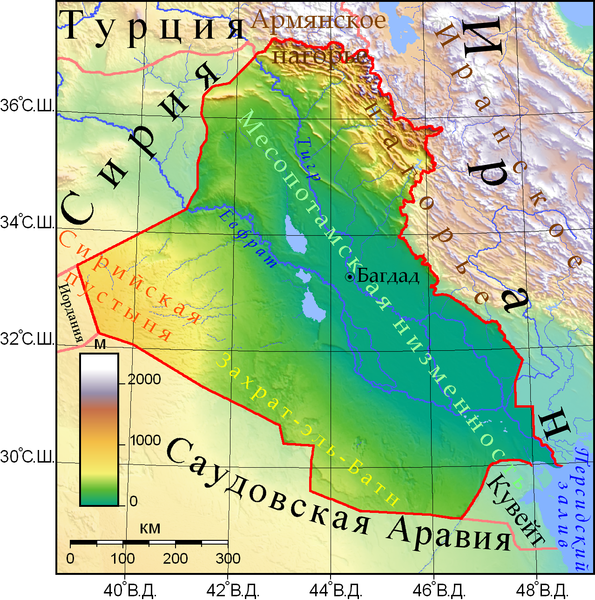 Турция
Армянское
нагорье
Иран
Иранское
нагорье
36°С.Ш.
Сирия
Месопотамская низменность
Тигр
34°С.Ш.
Евфрат
Сирийская
пустыня
Багдад
Иордания
32°С.Ш.
М
2000
1000
0
Захрат-эль-Батн
30°С.Ш.
Саудовская Аравия
Кувейт
Персидский
залив
КМ
0 100 200 300
40°В.Д. 42°В.Д. 44°В.Д. 46°В.Д. 48°В.Д.